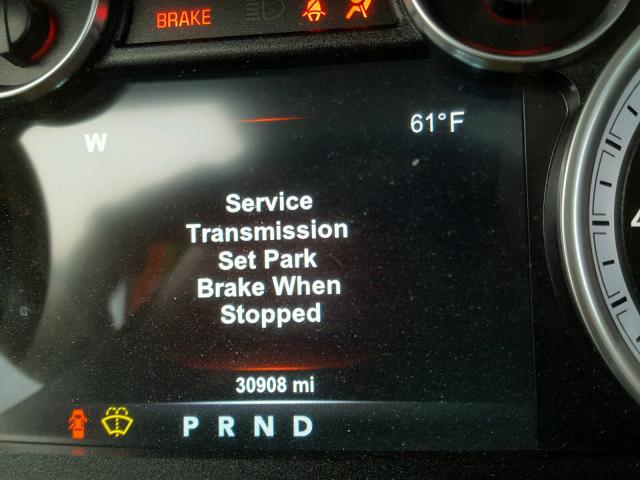 BRAKE
W
61°F
Service
Transmission
Set Park
Brake When
Stopped
30908 mi
P R N D